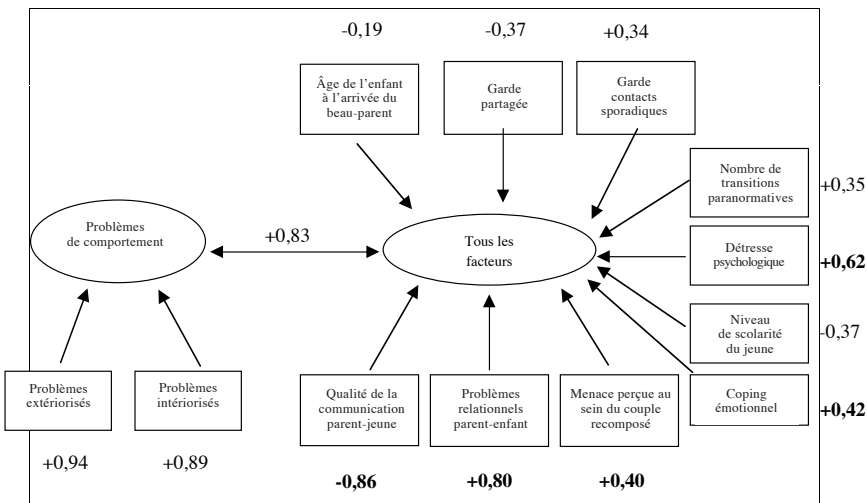 -0,19
-0,37
+0,34
Âge de l'enfant
à l'arrivée du
beau-parent
Garde
partagée
Garde
contacts
sporadiques
Nombre de
transitions
paranormatives
+0,35
Problèmes
de comportement
+0,83
Tous les
facteurs
Détresse
psychologique
+0,62
Niveau
de scolarité
du jeune
-0,37
Problèmes
extériorisés
Problèmes
intériorisés
Qualité de la
communication
parent-jeune
Problèmes
relationnels
parent-enfant
Menace perçue au
sein du couple
recomposé
Coping
émotionnel
+0,42
+0,94
+0,89
-0,86
+0,80
+0,40